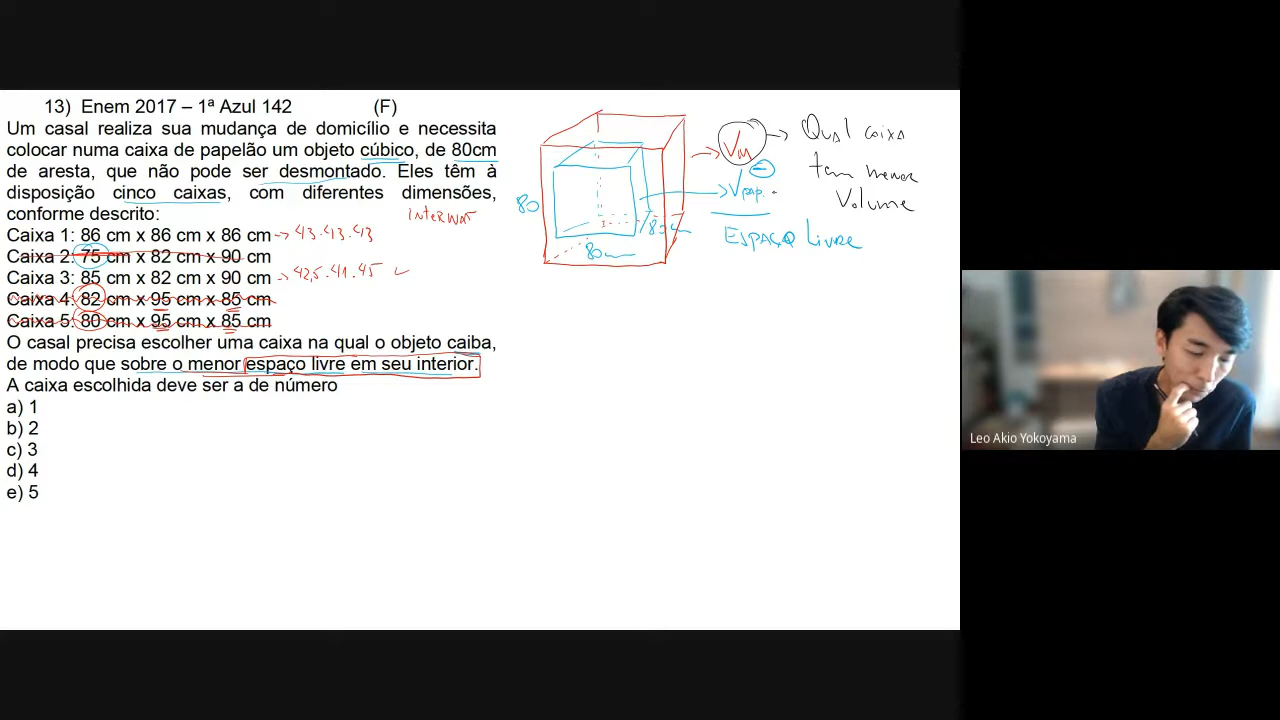 13) Enem 2017 – 1ª Azul 142 (F)
Um casal realiza sua mudança de domicílio e necessita
colocar numa caixa de papelão um objeto cúbico, de 80cm
de aresta, que não pode ser desmontado. Eles têm à
disposição cinco caixas, com diferentes dimensões,
conforme descrito:
Caixa 1: 86 cm x 86 cm x 86 cm → 43.43.43
Caixa 2: 75 cm x 82 cm x 90 cm
Caixa 3: 85 cm x 82 cm x 90 cm → 42,5.41.45 ✓
Caixa 4: 82 cm x 95 cm x 85 cm
Caixa 5: 80 cm x 95 cm x 85 cm
O casal precisa escolher uma caixa na qual o objeto caiba,
de modo que sobre o menor espaço livre em seu interior.
A caixa escolhida deve ser a de número
a) 1
b) 2
c) 3
d) 4
e) 5
80
80cm
Qual caixa
tem menor
Volume
Vpap.
Espaço Livre
Leo Akio Yokoyama